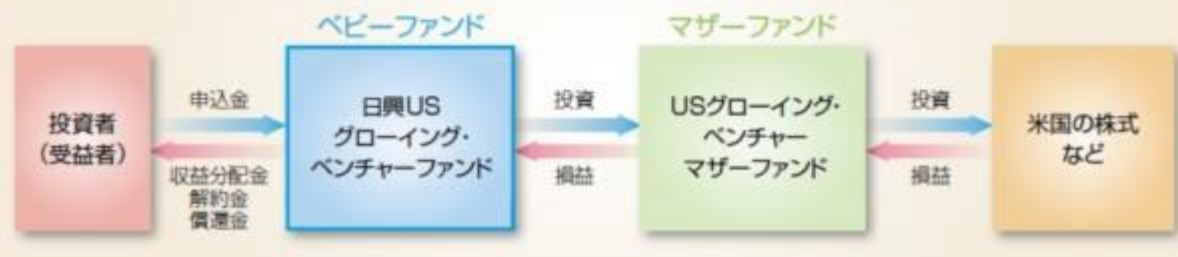 ベビーファンド
マザーファンド
投資者
（受益者）
申込金
収益分配金
解約金
償還金
日興US
グローイング・
ベンチャーファンド
投資
損益
USグローイング・
ベンチャー
マザーファンド
投資
損益
米国の株式
など